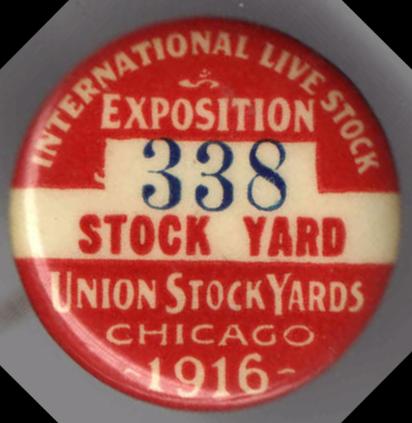 INTERNATIONAL LIVE STOCK
EXPOSITION
338
STOCK YARD
UNION STOCK YARDS
CHICAGO
-1916-